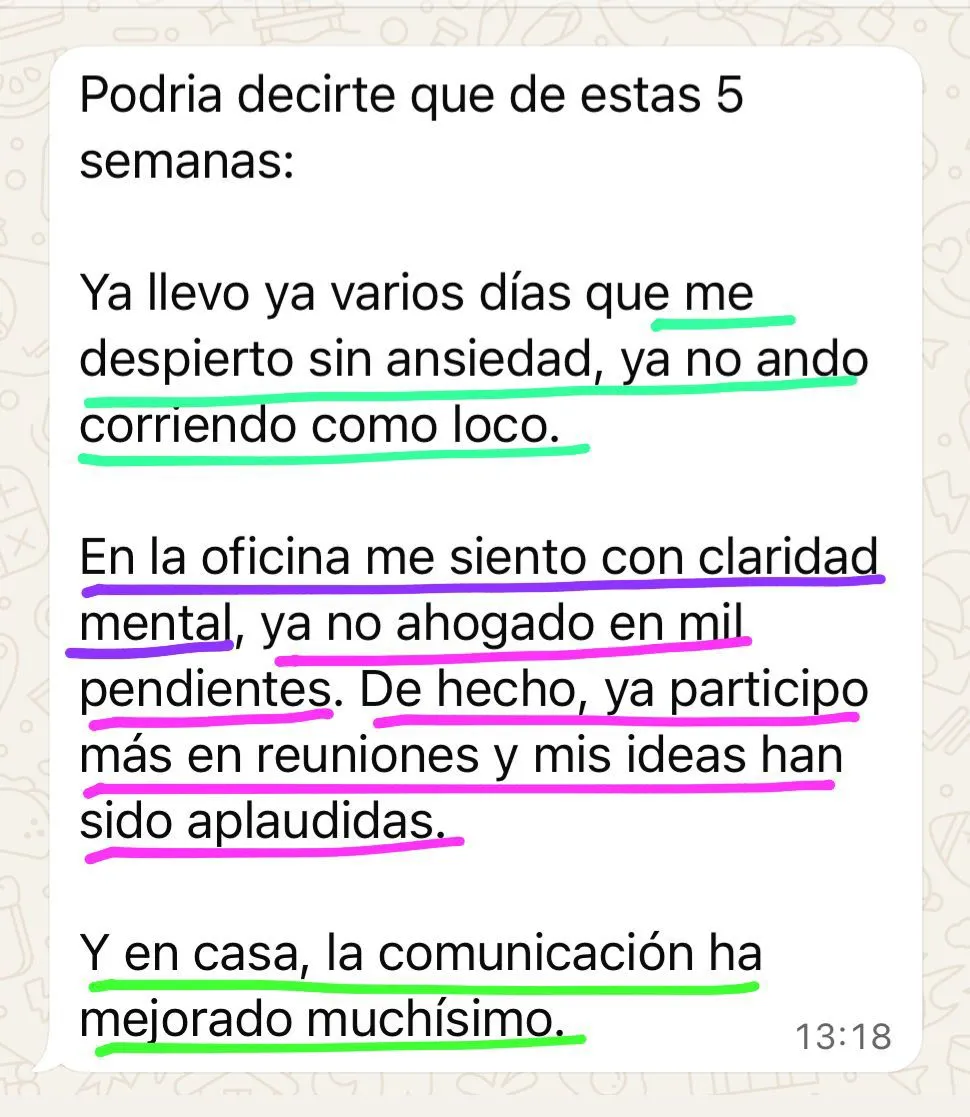 Podria decirte que de estas 5
semanas:
Ya llevo ya varios días que me
despierto sin ansiedad, ya no ando
corriendo como loco.
En la oficina me siento con claridad
mental, ya no ahogado en mil
pendientes. De hecho, ya participo
más en reuniones y mis ideas han
sido aplaudidas.
Y en casa, la comunicación ha
mejorado muchísimo.
13:18